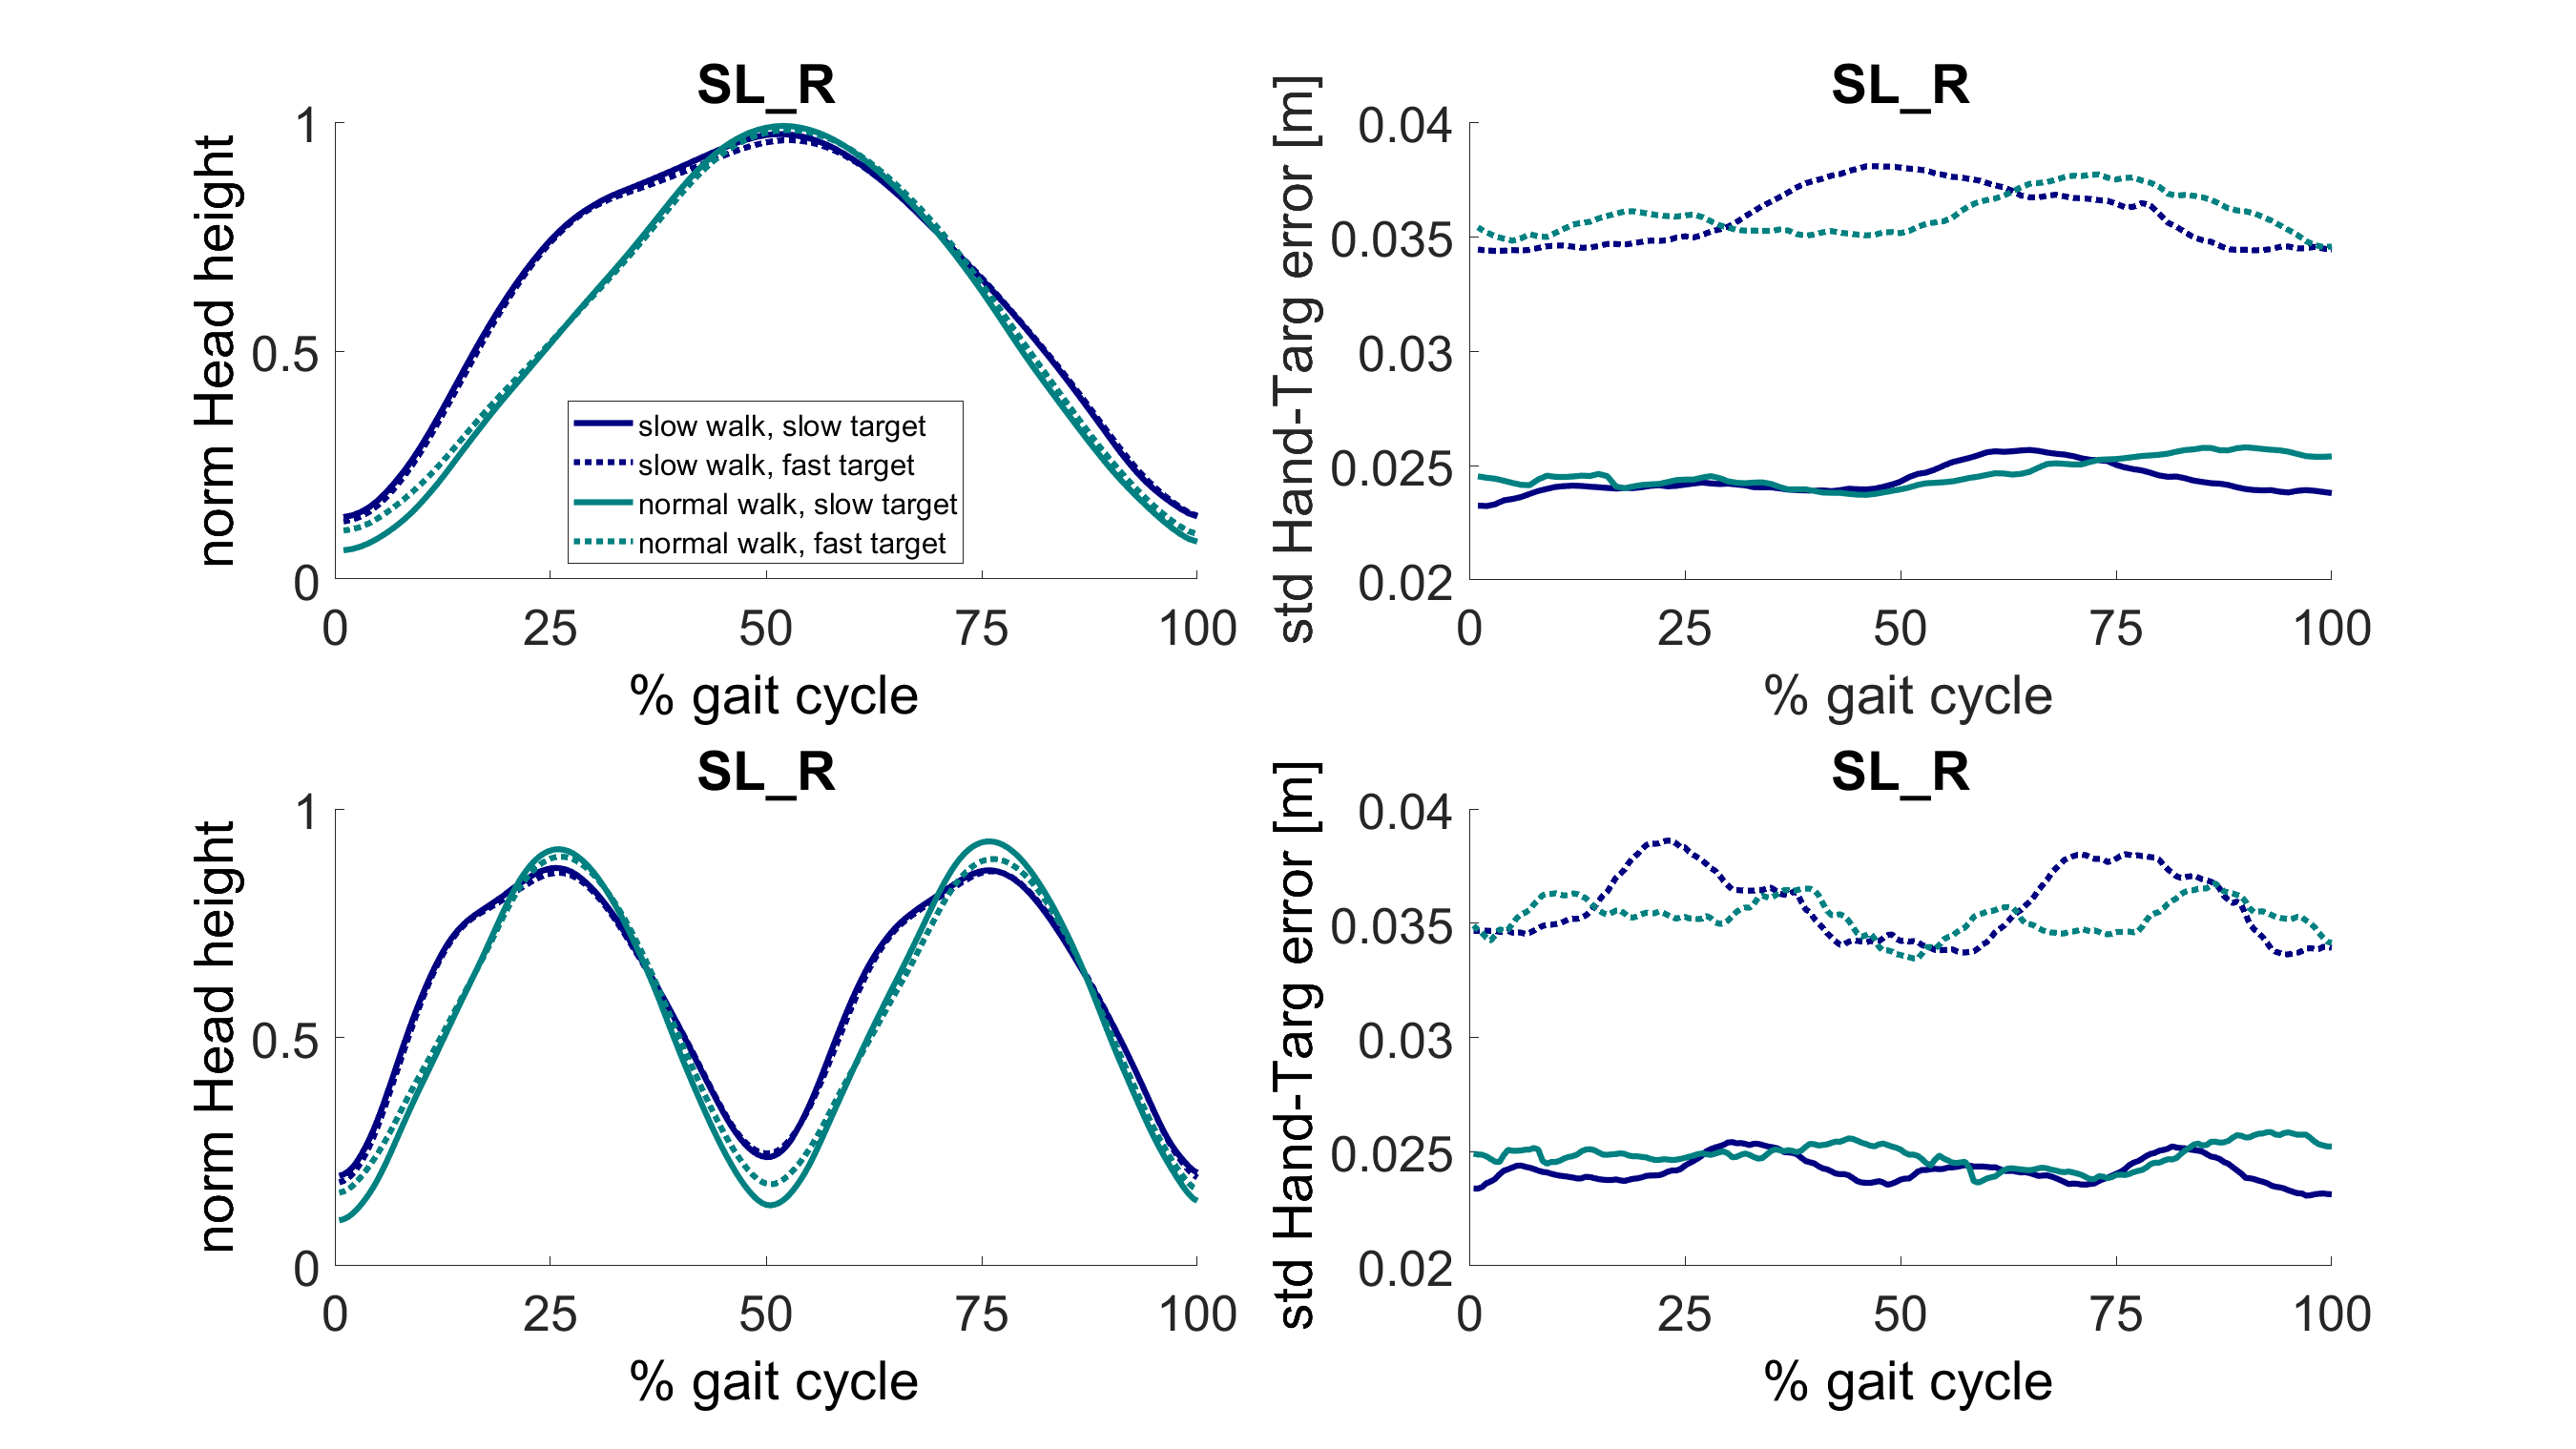 SL_R
norm Head height
1
0.5
0
slow walk, slow target
slow walk, fast target
normal walk, slow target
normal walk, fast target
0 25 50 75 100
% gait cycle
SL_R
std Hand-Targ error [m]
0.04
0.035
0.03
0.025
0.02
0 25 50 75 100
% gait cycle
SL_R
norm Head height
1
0.5
0
0 25 50 75 100
% gait cycle
SL_R
std Hand-Targ error [m]
0.04
0.035
0.03
0.025
0.02
0 25 50 75 100
% gait cycle